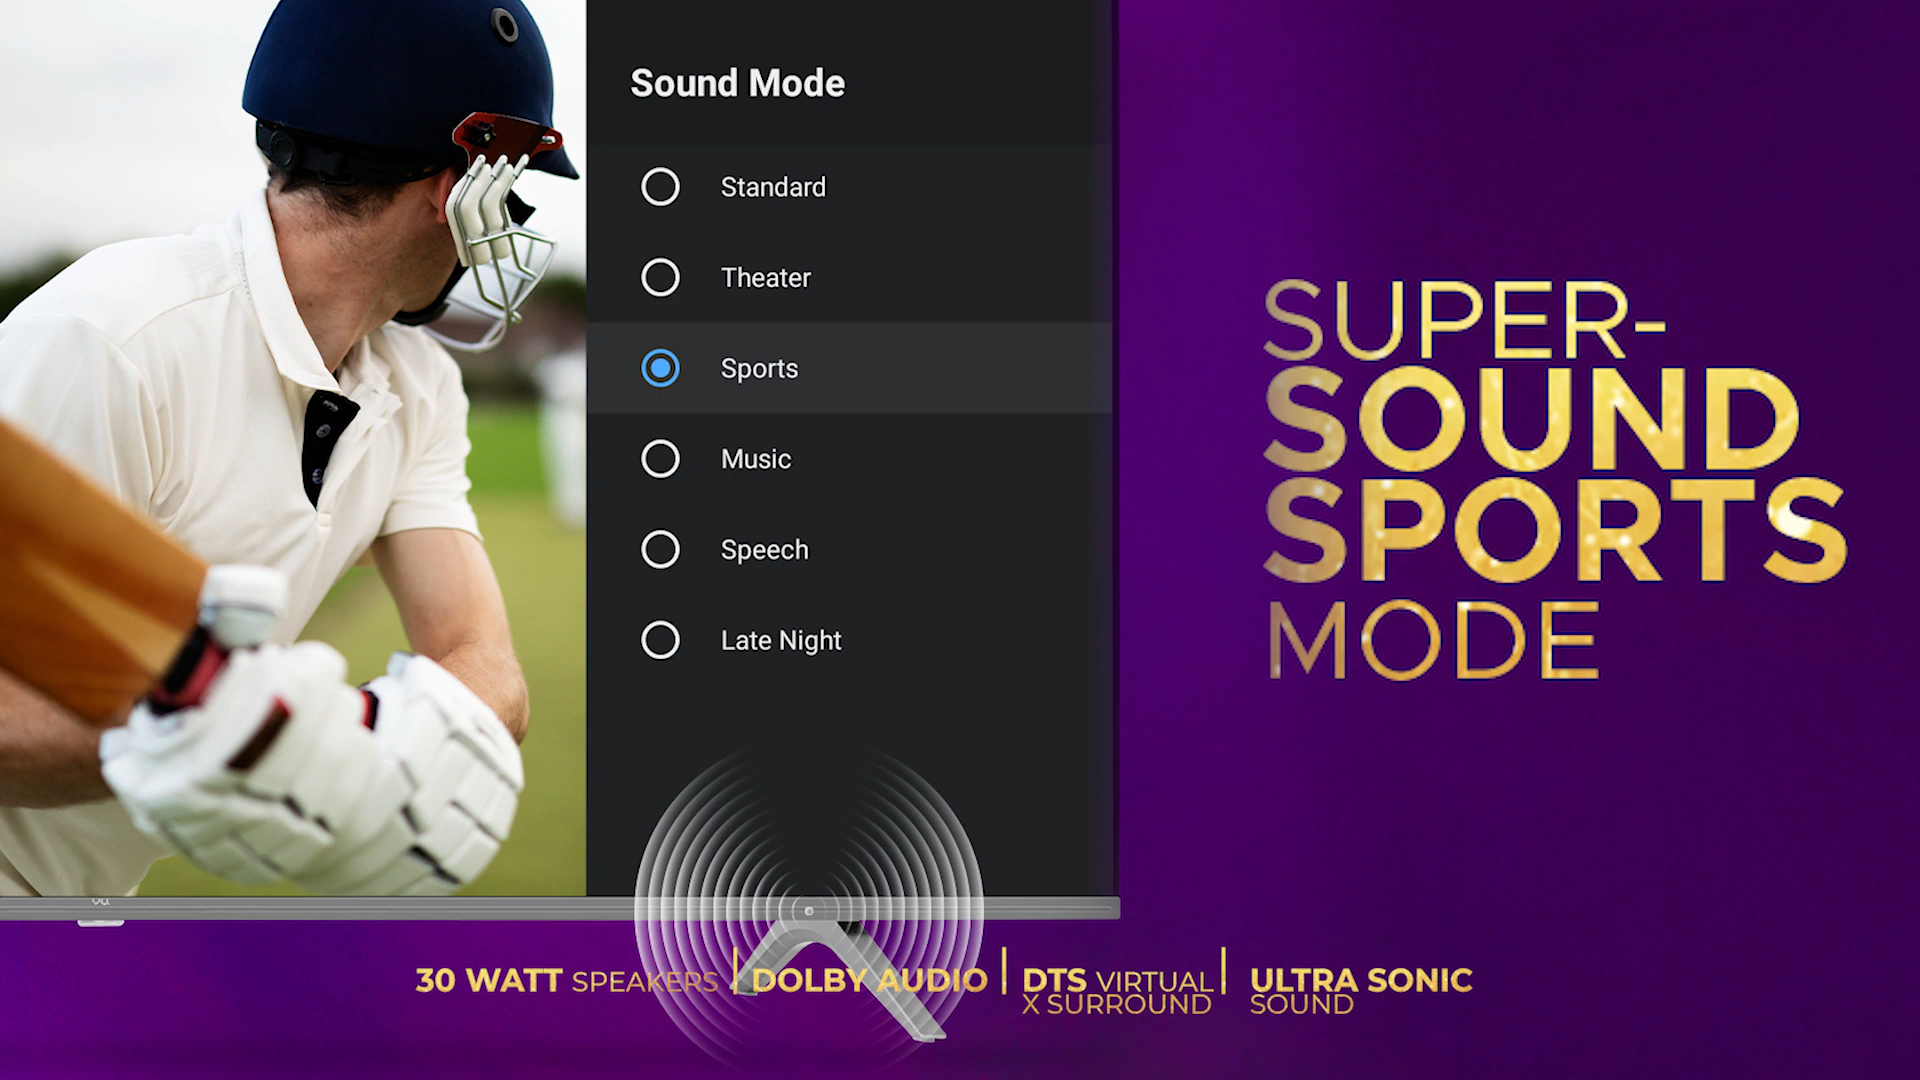 Sound Mode
Standard
Theater
Sports
Music
Speech
Late Night
SUPER-
SOUND
SPORTS
MODE
30 WATT SPEAKERS | DOLBY AUDIO | DTS VIRTUAL | ULTRA SONIC
X SURROUND SOUND